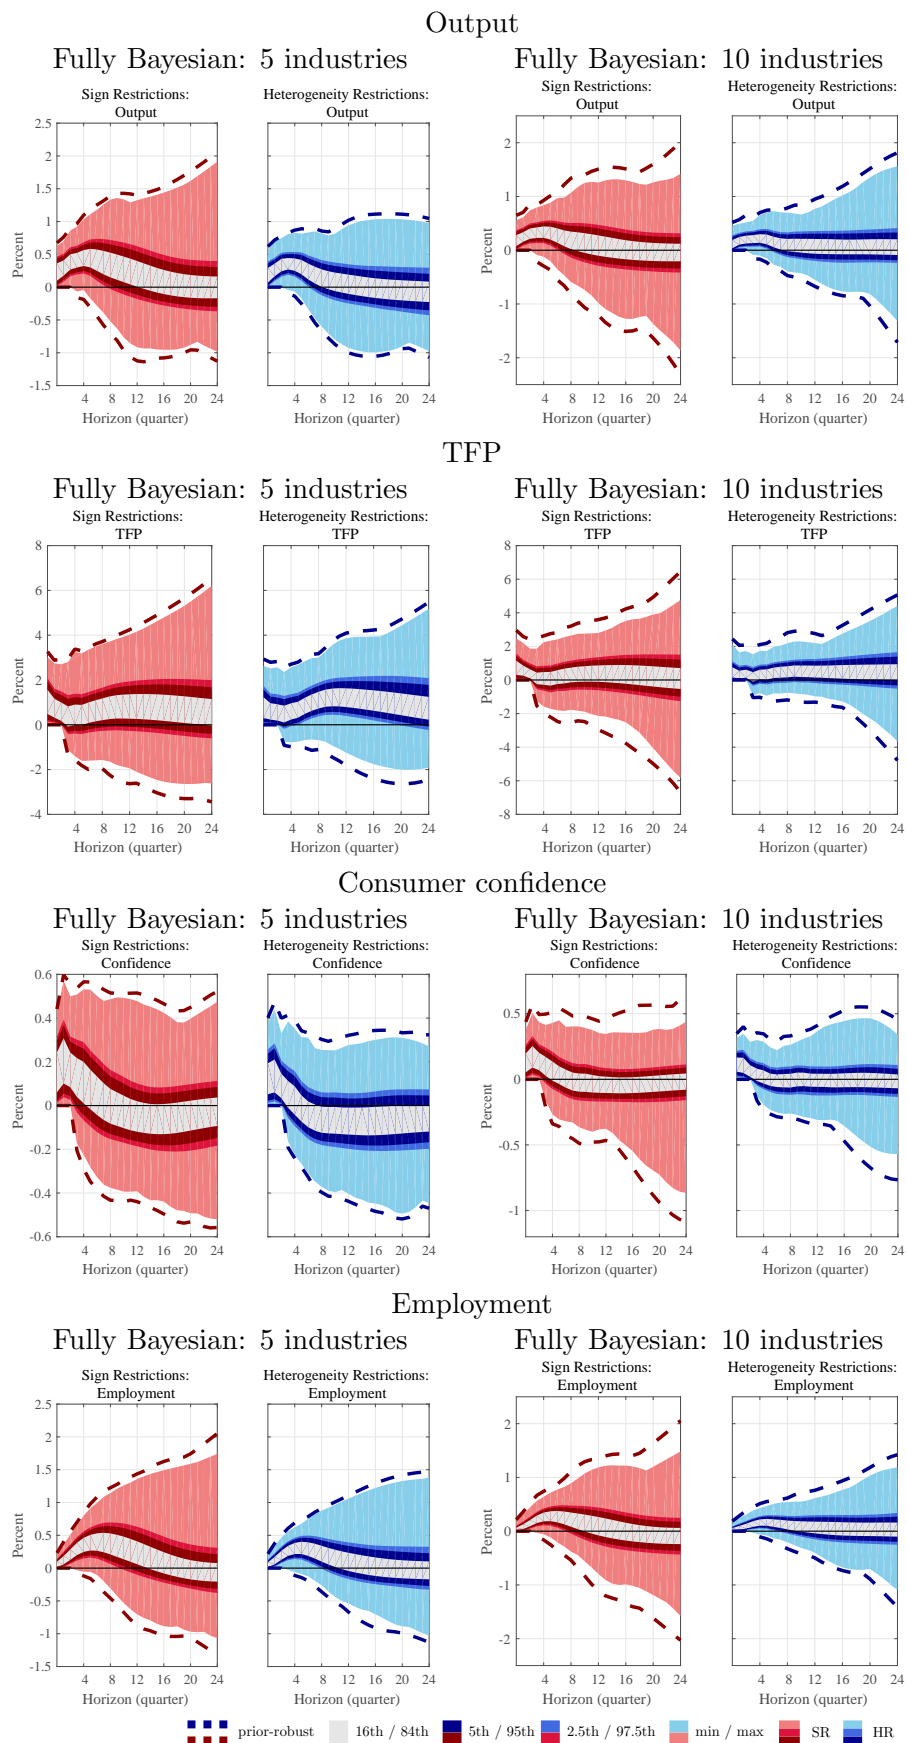 Output
Fully Bayesian: 5 industries Fully Bayesian: 10 industries
Sign Restrictions: Heterogeneity Restrictions: Sign Restrictions: Heterogeneity Restrictions:
Output Output Output Output
2.5
2
1.5
1
0.5
0
-0.5
-1
-1.5
Percent
4 8 12 16 20 24
Horizon (quarter)
4 8 12 16 20 24
Horizon (quarter)
2
1
0
-1
-2
Percent
4 8 12 16 20 24
Horizon (quarter)
4 8 12 16 20 24
Horizon (quarter)
TFP
Fully Bayesian: 5 industries Fully Bayesian: 10 industries
Sign Restrictions: Heterogeneity Restrictions: Sign Restrictions: Heterogeneity Restrictions:
TFP TFP TFP TFP
8
6
4
2
0
-2
-4
Percent
4 8 12 16 20 24
Horizon (quarter)
4 8 12 16 20 24
Horizon (quarter)
8
6
4
2
0
-2
-4
-6
-8
Percent
4 8 12 16 20 24
Horizon (quarter)
4 8 12 16 20 24
Horizon (quarter)
Consumer confidence
Fully Bayesian: 5 industries Fully Bayesian: 10 industries
Sign Restrictions: Heterogeneity Restrictions: Sign Restrictions: Heterogeneity Restrictions:
Confidence Confidence Confidence Confidence
0.6
0.4
0.2
0
-0.2
-0.4
-0.6
Percent
4 8 12 16 20 24
Horizon (quarter)
4 8 12 16 20 24
Horizon (quarter)
0.5
0
-0.5
-1
Percent
4 8 12 16 20 24
Horizon (quarter)
4 8 12 16 20 24
Horizon (quarter)
Employment
Fully Bayesian: 5 industries Fully Bayesian: 10 industries
Sign Restrictions: Heterogeneity Restrictions: Sign Restrictions: Heterogeneity Restrictions:
Employment Employment Employment Employment
2.5
2
1.5
1
0.5
0
-0.5
-1
-1.5
Percent
4 8 12 16 20 24
Horizon (quarter)
4 8 12 16 20 24
Horizon (quarter)
2
1
0
-1
-2
Percent
4 8 12 16 20 24
Horizon (quarter)
4 8 12 16 20 24
Horizon (quarter)
prior-robust 16th / 84th 5th / 95th 2.5th / 97.5th min / max SR HR